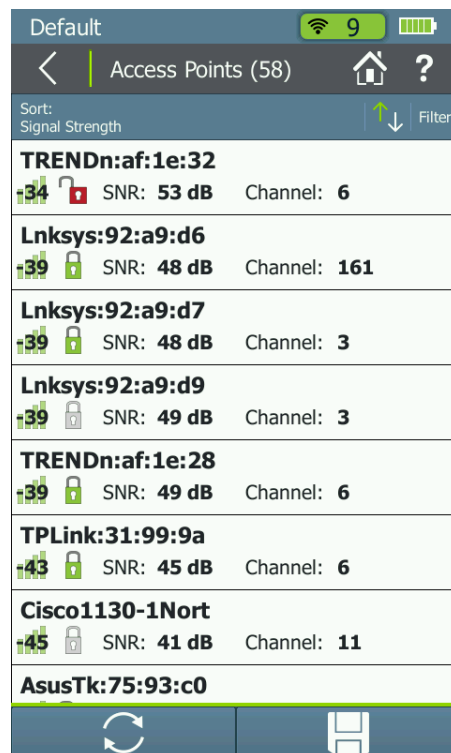 Default 9
Access Points (58) ?
Sort:
Signal Strength
Filter
TRENDn:af:1e:32
-34 SNR: 53 dB Channel: 6
Lnksys:92:a9:d6
-39 SNR: 48 dB Channel: 161
Lnksys:92:a9:d7
-39 SNR: 48 dB Channel: 3
Lnksys:92:a9:d9
-39 SNR: 49 dB Channel: 3
TRENDn:af:1e:28
-39 SNR: 49 dB Channel: 6
TPLink:31:99:9a
-43 SNR: 45 dB Channel: 6
Cisco1130-1Nort
-45 SNR: 41 dB Channel: 11
AsusTk:75:93:c0